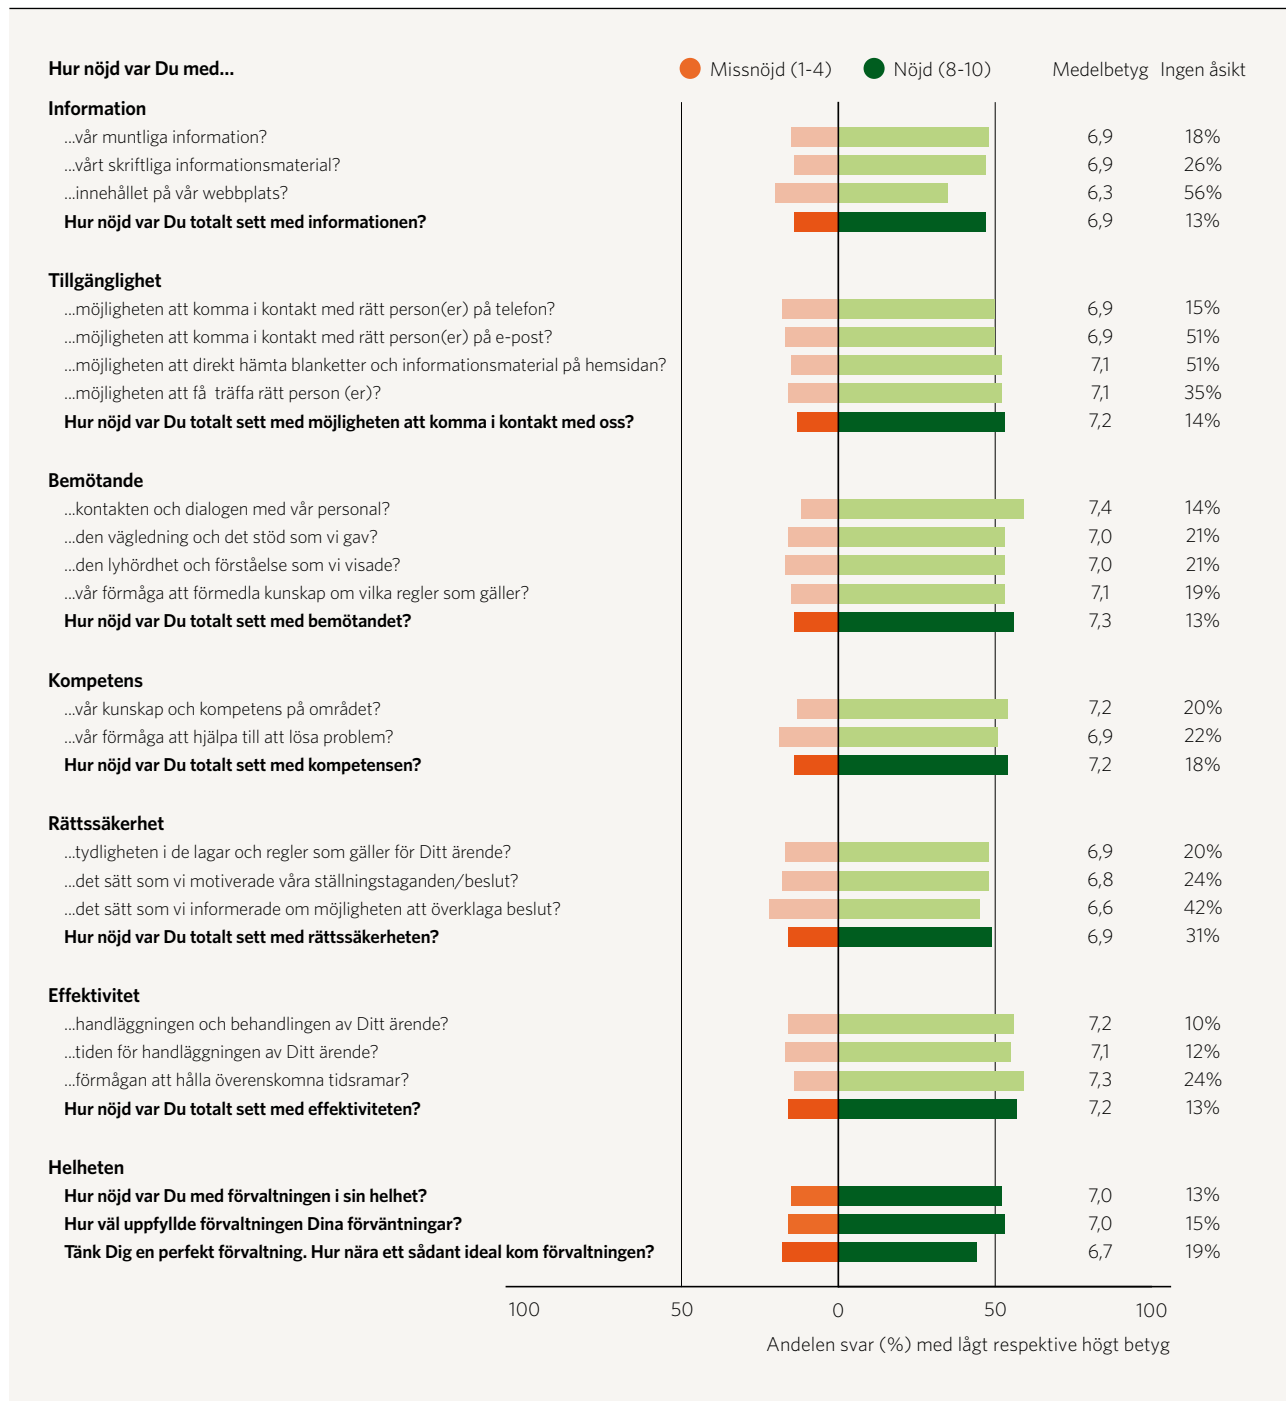 Hur nöjd var Du med... Missnöjd (1-4) Nöjd (8-10) Medelbetyg Ingen åsikt
Information
...vår muntliga information? 6,9 18%
...vårt skriftliga informationsmaterial? 6,9 26%
...innehållet på vår webbplats? 6,3 56%
Hur nöjd var Du totalt sett med informationen? 6,9 13%
Tillgänglighet
...möjligheten att komma i kontakt med rätt person(er) på telefon? 6,9 15%
...möjligheten att komma i kontakt med rätt person(er) på e-post? 6,9 51%
...möjligheten att direkt hämta blanketter och informationsmaterial på hemsidan? 7,1 51%
...möjligheten att få träffa rätt person (er)? 7,1 35%
Hur nöjd var Du totalt sett med möjligheten att komma i kontakt med oss? 7,2 14%
Bemötande
...kontakten och dialogen med vår personal? 7,4 14%
...den vägledning och det stöd som vi gav? 7,0 21%
...den lyhördhet och förståelse som vi visade? 7,0 21%
...vår förmåga att förmedla kunskap om vilka regler som gäller? 7,1 19%
Hur nöjd var Du totalt sett med bemötandet? 7,3 13%
Kompetens
...vår kunskap och kompetens på området? 7,2 20%
...vår förmåga att hjälpa till att lösa problem? 6,9 22%
Hur nöjd var Du totalt sett med kompetensen? 7,2 18%
Rättssäkerhet
...tydligheten i de lagar och regler som gäller för Ditt ärende? 6,9 20%
...det sätt som vi motiverade våra ställningstaganden/beslut? 6,8 24%
...det sätt som vi informerade om möjligheten att överklaga beslut? 6,6 42%
Hur nöjd var Du totalt sett med rättssäkerheten? 6,9 31%
Effektivitet
...handläggningen och behandlingen av Ditt ärende? 7,2 10%
...tiden för handläggningen av Ditt ärende? 7,1 12%
...förmågan att hålla överenskomna tidsramar? 7,3 24%
Hur nöjd var Du totalt sett med effektiviteten? 7,2 13%
Helheten
Hur nöjd var Du med förvaltningen i sin helhet? 7,0 13%
Hur väl uppfyllde förvaltningen Dina förväntningar? 7,0 15%
Tänk Dig en perfekt förvaltning. Hur nära ett sådant ideal kom förvaltningen? 6,7 19%
100 50 0 50 100
Andelen svar (%) med lågt respektive högt betyg